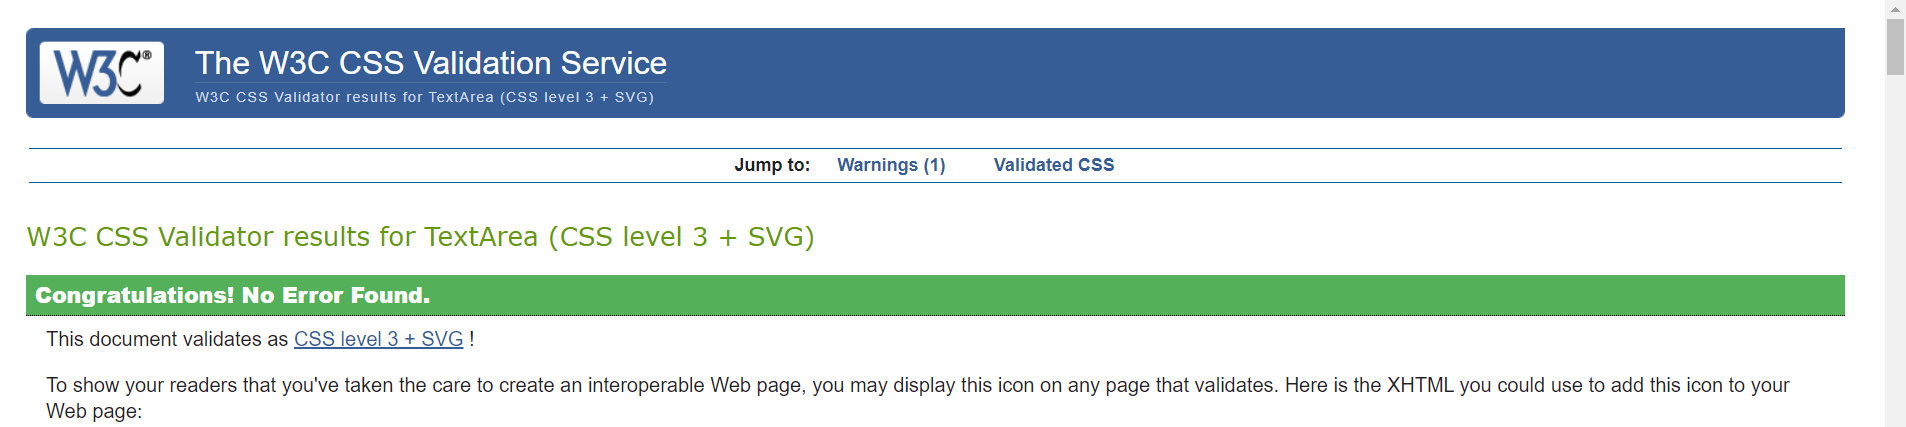 W3C®
The W3C CSS Validation Service
W3C CSS Validator results for TextArea (CSS level 3 + SVG)
Jump to: Warnings (1) Validated CSS
W3C CSS Validator results for TextArea (CSS level 3 + SVG)
Congratulations! No Error Found.
This document validates as CSS level 3 + SVG !
To show your readers that you've taken the care to create an interoperable Web page, you may display this icon on any page that validates. Here is the XHTML you could use to add this icon to your
Web page: